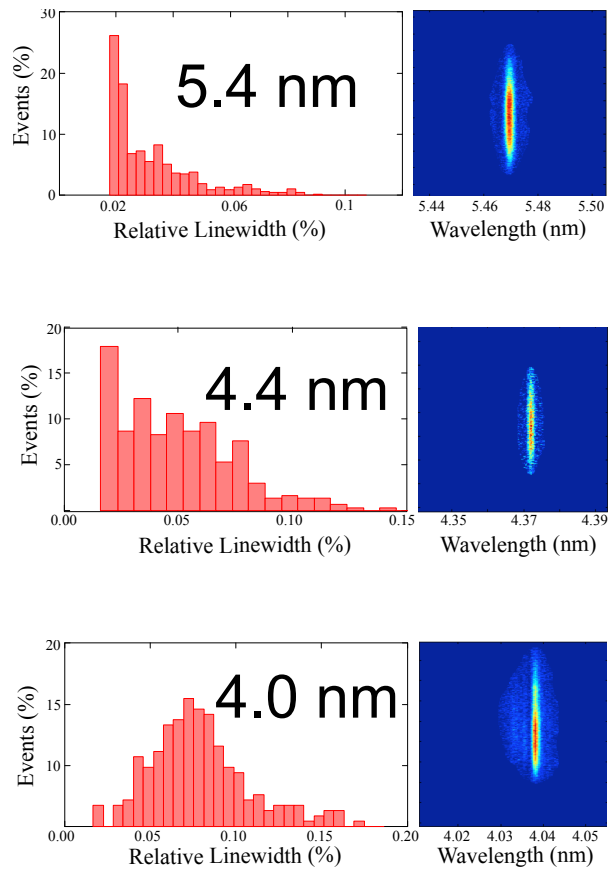 30
20
10
0
Events (%)
5.4 nm
0.02
0.06
0.1
Relative Linewidth (%)
5.44
5.46
5.48
5.50
Wavelength (nm)
20
15
10
5
Events (%)
4.4 nm
0.00
0.05
0.10
0.15
Relative Linewidth (%)
4.35
4.37
4.39
Wavelength (nm)
20
15
10
Events (%)
4.0 nm
0.00
0.05
0.10
0.15
0.20
Relative Linewidth (%)
4.02
4.03
4.04
4.05
Wavelength (nm)